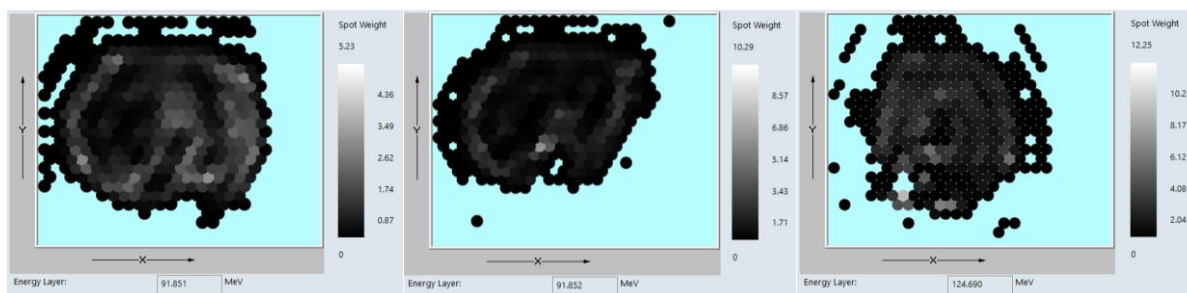 Spot Weight
5.23
4.36
3.49
2.62
1.74
0.87
0
Y
X
Energy Layer: 91.851 MeV
Spot Weight
10.29
8.57
6.86
5.14
3.43
1.71
0
Y
X
Energy Layer: 91.852 MeV
Spot Weight
12.25
10.2
8.17
6.12
4.08
2.04
0
Y
X
Energy Layer: 124.690 MeV